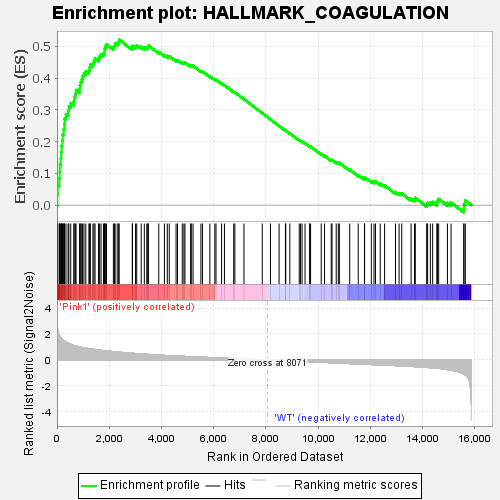 Enrichment plot: HALLMARK_COAGULATION
Enrichment score (ES)
0.5
0.4
0.3
0.2
0.1
0.0
Ranked list metric (Signal2Noise)
4
2
0
-2
-4
'Pink1' (positively correlated)
Zero cross at 8071
'WT' (negatively correlated)
0 2,000 4,000 6,000 8,000 10,000 12,000 14,000 16,000
Rank in Ordered Dataset
Enrichment profile Hits Ranking metric scores